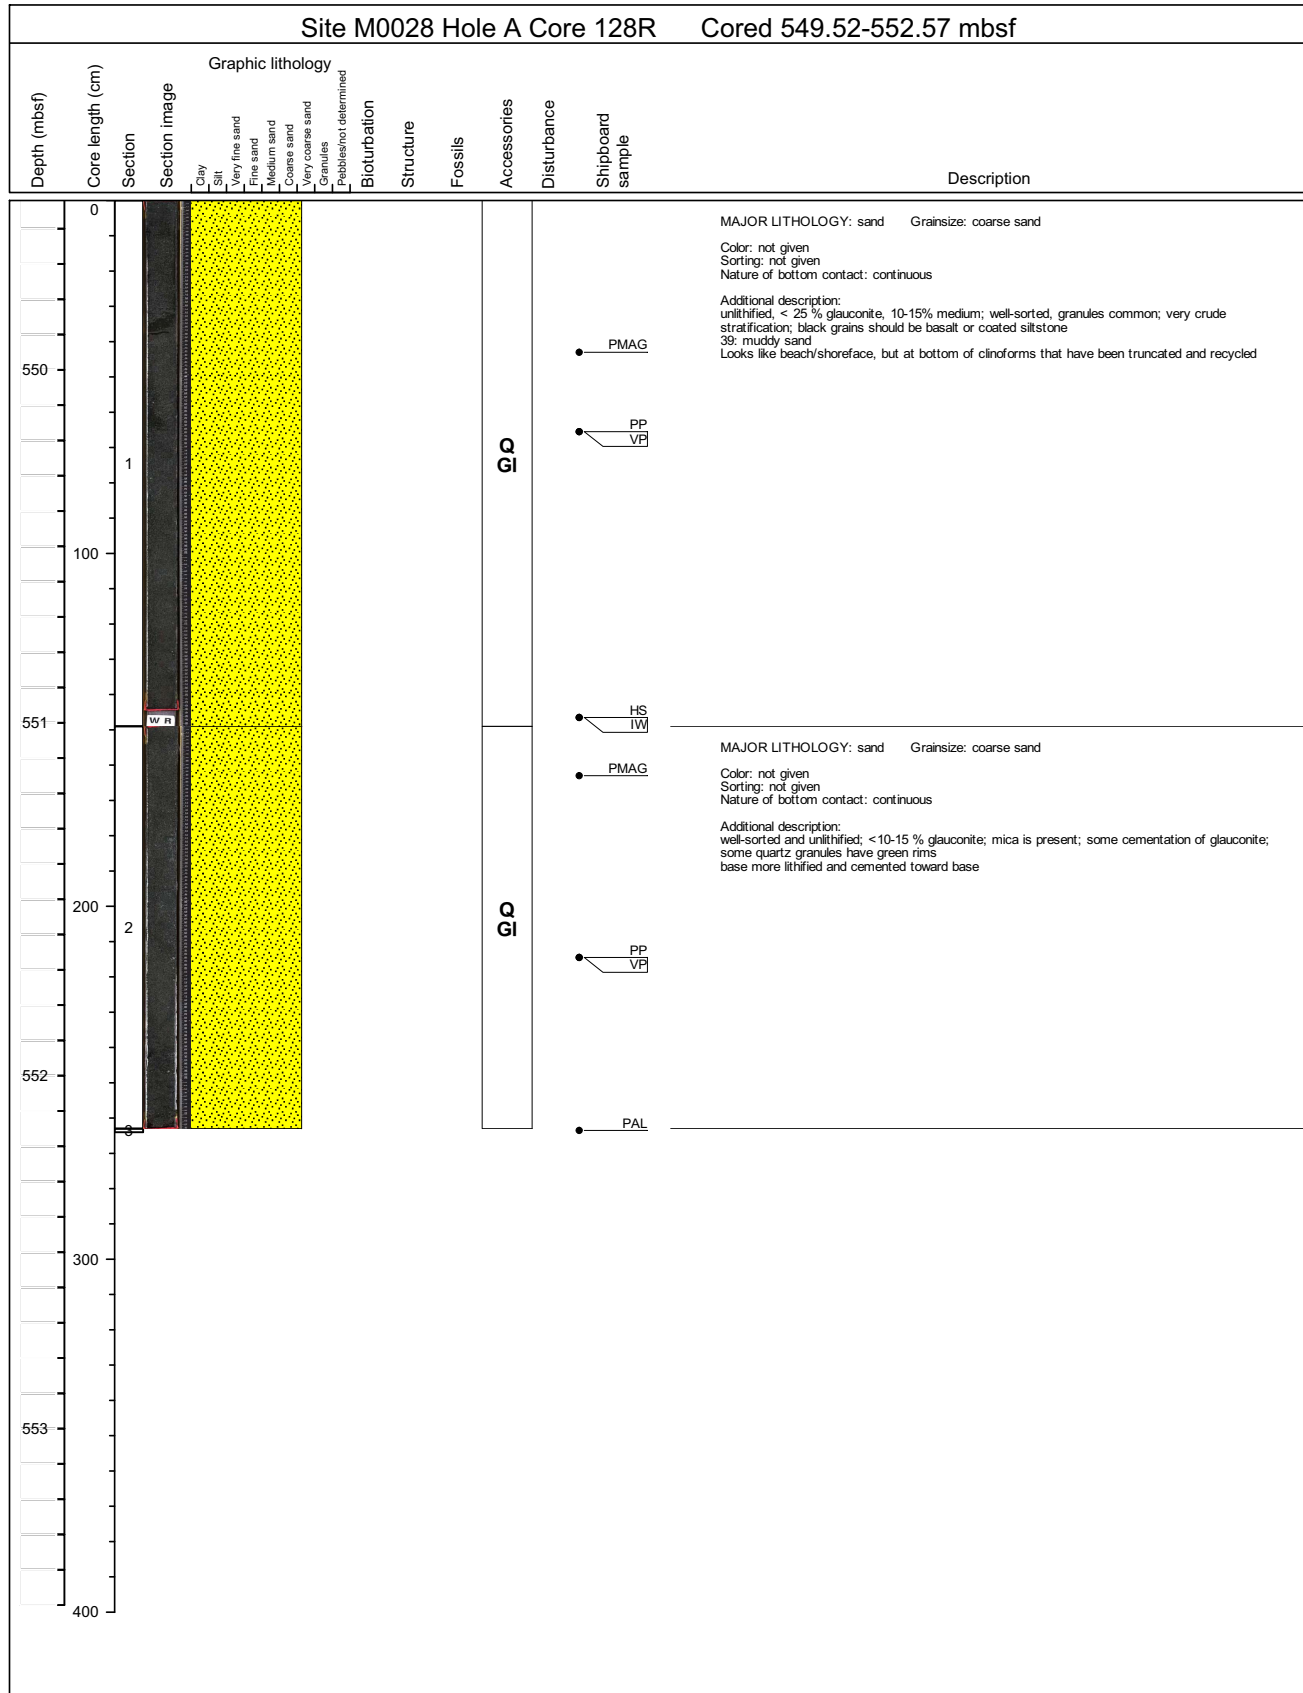 Site M0028 Hole A Core 128R Cored 549.52-552.57 mbsf
Graphic lithology
Depth (mbsf)
Core length (cm)
Section
Section image
Clay
Silt
Very fine sand
Fine sand
Medium sand
Coarse sand
Very coarse sand
Granules
Pebbles/not determined
Bioturbation
Structure
Fossils
Accessories
Disturbance
Shipboard
sample
Description
0
MAJOR LITHOLOGY: sand Grainsize: coarse sand
Color: not given
Sorting: not given
Nature of bottom contact: continuous
Additional description:
unlithified, < 25 % glauconite, 10-15% medium; well-sorted, granules common; very crude
stratification; black grains should be basalt or coated siltstone
39: muddy sand
Looks like beach/shoreface, but at bottom of clinoforms that have been truncated and recycled
PMAG
550
PP
VP
1
Q
Gl
100
HS
IW
551
W R
MAJOR LITHOLOGY: sand Grainsize: coarse sand
Color: not given
Sorting: not given
Nature of bottom contact: continuous
Additional description:
well-sorted and unlithified; <10-15 % glauconite; mica is present; some cementation of glauconite;
some quartz granules have green rims
base more lithified and cemented toward base
PMAG
200
2
Q
Gl
PP
VP
552
3
PAL
300
553
400